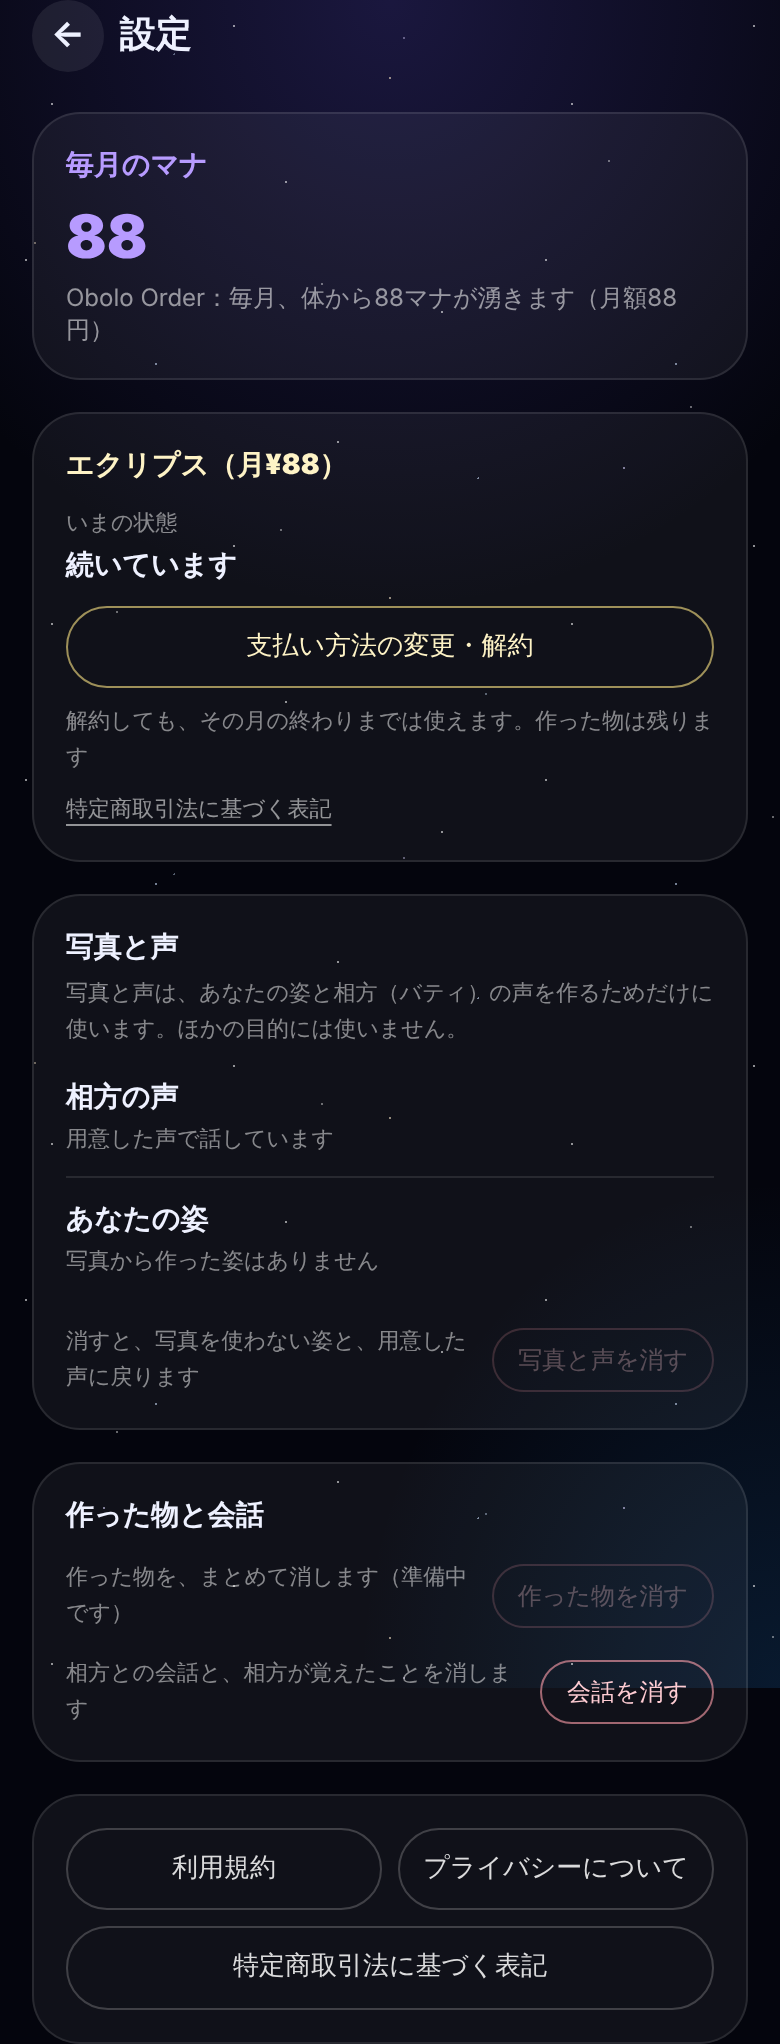 設定
毎月のマナ
88
Obolo Order：毎月、体から88マナが湧きます（月額88
円）
エクリプス（月¥88）
いまの状態
続いています
支払い方法の変更・解約
解約しても、その月の終わりまでは使えます。作った物は残りま
す
特定商取引法に基づく表記
写真と声
写真と声は、あなたの姿と相方（バティ）の声を作るためだけに
使います。ほかの目的には使いません。
相方の声
用意した声で話しています
あなたの姿
写真から作った姿はありません
消すと、写真を使わない姿と、用意した
声に戻ります
写真と声を消す
作った物と会話
作った物を、まとめて消します（準備中
です）
作った物を消す
相方との会話と、相方が覚えたことを消しま
す
会話を消す
利用規約
プライバシーについて
特定商取引法に基づく表記